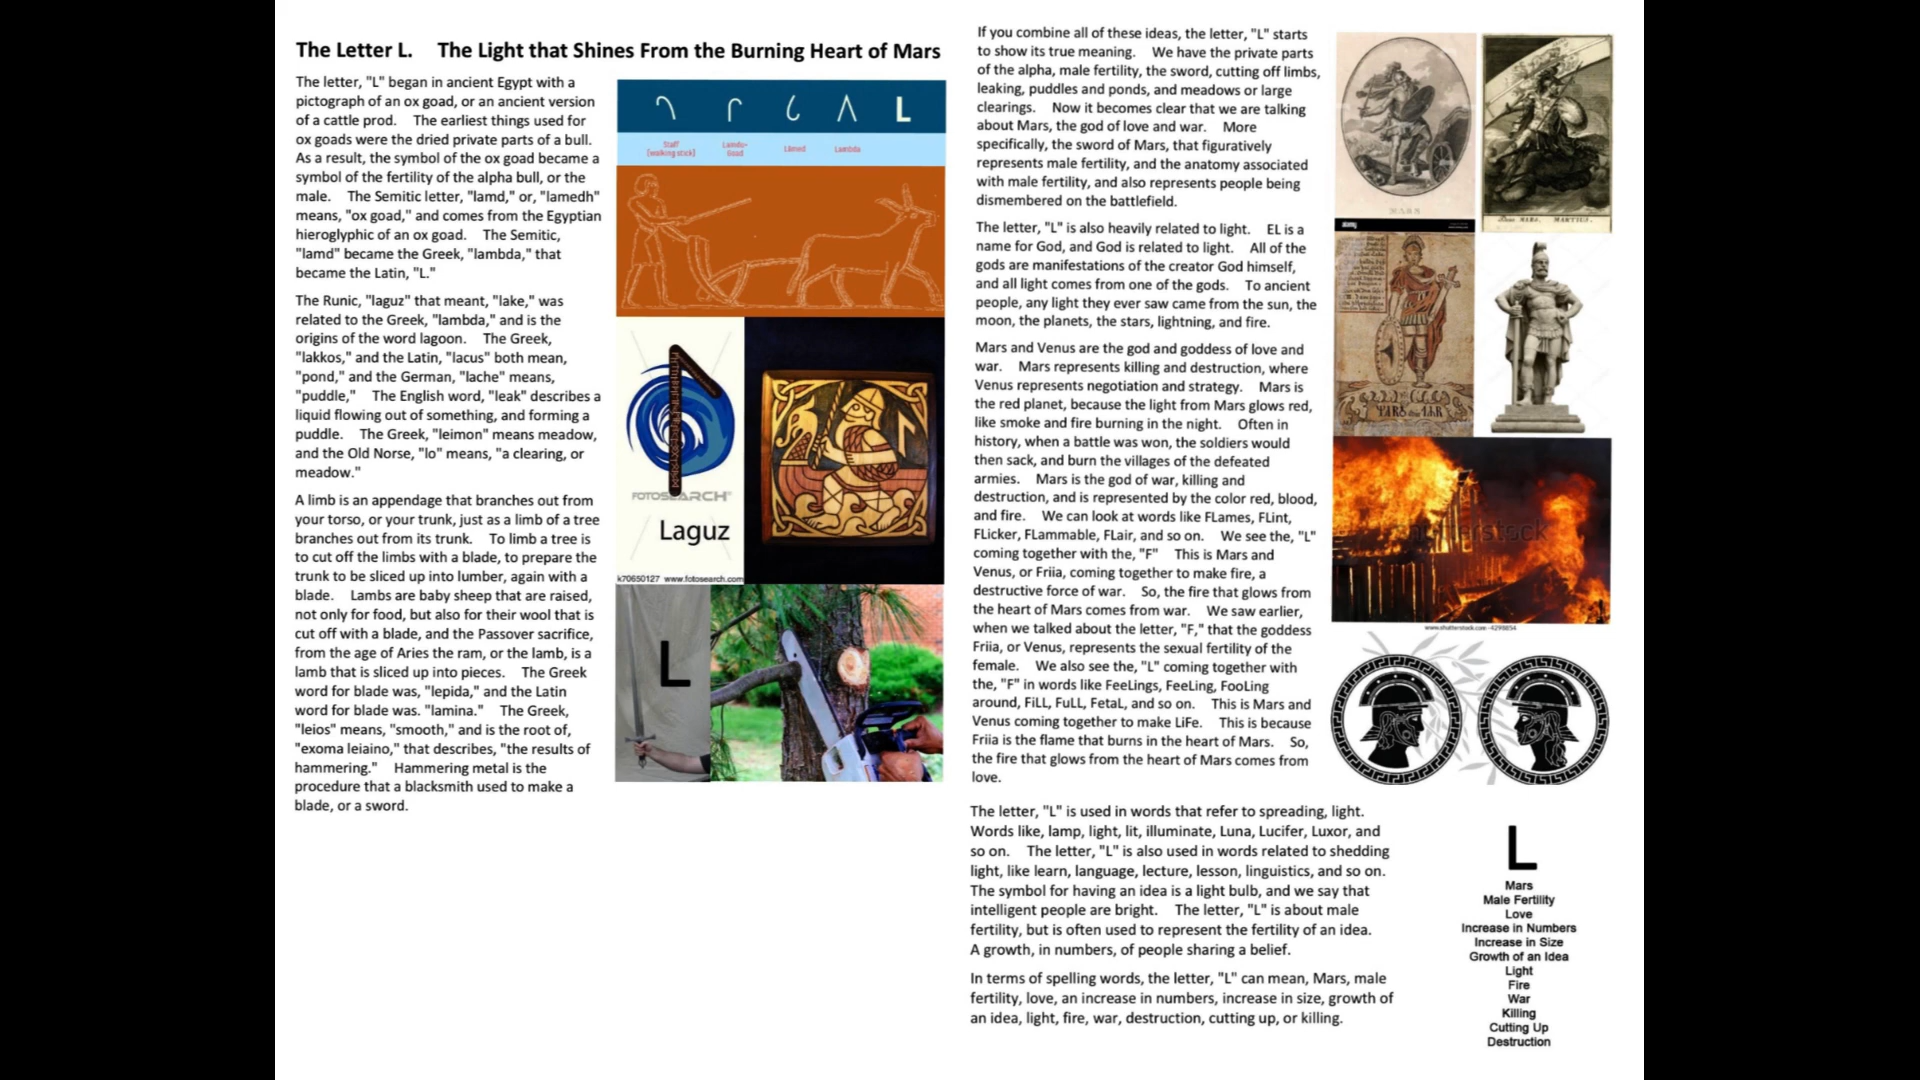 The Letter L.    The Light that Shines From the Burning Heart of Mars
The letter, "L" began in ancient Egypt with a
pictograph of an ox goad, or an ancient version
of a cattle prod.    The earliest things used for
ox goads were the dried private parts of a bull.
As a result, the symbol of the ox goad became a
symbol of the fertility of the alpha bull, or the
male.    The Semitic letter, "lamd," or, "lamedh"
means, "ox goad," and comes from the Egyptian
hieroglyphic of an ox goad.    The Semitic,
"lamd" became the Greek, "lambda," that
became the Latin, "L."
The Runic, "laguz" that meant, "lake," was
related to the Greek, "lambda," and is the
origins of the word lagoon.    The Greek,
"lakkos," and the Latin, "lacus" both mean,
"pond," and the German, "lache" means,
"puddle,"    The English word, "leak" describes a
liquid flowing out of something, and forming a
puddle.    The Greek, "leimon" means meadow,
and the Old Norse, "lo" means, "a clearing, or
meadow."
A limb is an appendage that branches out from
your torso, or your trunk, just as a limb of a tree
branches out from its trunk.    To limb a tree is
to cut off the limbs with a blade, to prepare the
trunk to be sliced up into lumber, again with a
blade.    Lambs are baby sheep that are raised,
not only for food, but also for their wool that is
cut off with a blade, and the Passover sacrifice,
from the age of Aries the ram, or the lamb, is a
lamb that is sliced up into pieces.    The Greek
word for blade was, "lepida," and the Latin
word for blade was. "lamina."    The Greek,
"leios" means, "smooth," and is the root of,
"exoma leiaino," that describes, "the results of
hammering."    Hammering metal is the
procedure that a blacksmith used to make a
blade, or a sword.
L
Staff
(walking stick)
Lamdu-
Goad
Lamed
Lambda
FOTOSEARCH®
Laguz
k70650127  www.fotosearch.com
L
If you combine all of these ideas, the letter, "L" starts
to show its true meaning.    We have the private parts
of the alpha, male fertility, the sword, cutting off limbs,
leaking, puddles and ponds, and meadows or large
clearings.    Now it becomes clear that we are talking
about Mars, the god of love and war.    More
specifically, the sword of Mars, that figuratively
represents male fertility, and the anatomy associated
with male fertility, and also represents people being
dismembered on the battlefield.
The letter, "L" is also heavily related to light.    EL is a
name for God, and God is related to light.    All of the
gods are manifestations of the creator God himself,
and all light comes from one of the gods.    To ancient
people, any light they ever saw came from the sun, the
moon, the planets, the stars, lightning, and fire.
Mars and Venus are the god and goddess of love and
war.    Mars represents killing and destruction, where
Venus represents negotiation and strategy.    Mars is
the red planet, because the light from Mars glows red,
like smoke and fire burning in the night.    Often in
history, when a battle was won, the soldiers would
then sack, and burn the villages of the defeated
armies.    Mars is the god of war, killing and
destruction, and is represented by the color red, blood,
and fire.    We can look at words like FLames, FLint,
FLicker, FLammable, FLair, and so on.    We see the, "L"
coming together with the, "F"    This is Mars and
Venus, or Friia, coming together to make fire, a
destructive force of war.    So, the fire that glows from
the heart of Mars comes from war.    We saw earlier,
when we talked about the letter, "F," that the goddess
Friia, or Venus, represents the sexual fertility of the
female.    We also see the, "L" coming together with
the, "F" in words like FeeLings, FeeLing, FooLing
around, FiLL, FuLL, FetaL, and so on.    This is Mars and
Venus coming together to make LiFe.    This is because
Friia is the flame that burns in the heart of Mars.    So,
the fire that glows from the heart of Mars comes from
love.
MARS
MARTIUS.
alamy
shutterstock
www.shutterstock.com · 4298854
The letter, "L" is used in words that refer to spreading, light.
Words like, lamp, light, lit, illuminate, Luna, Lucifer, Luxor, and
so on.    The letter, "L" is also used in words related to shedding
light, like learn, language, lecture, lesson, linguistics, and so on.
The symbol for having an idea is a light bulb, and we say that
intelligent people are bright.    The letter, "L" is about male
fertility, but is often used to represent the fertility of an idea.
A growth, in numbers, of people sharing a belief.
In terms of spelling words, the letter, "L" can mean, Mars, male
fertility, love, an increase in numbers, increase in size, growth of
an idea, light, fire, war, destruction, cutting up, or killing.
L
Mars
Male Fertility
Love
Increase in Numbers
Increase in Size
Growth of an Idea
Light
Fire
War
Killing
Cutting Up
Destruction